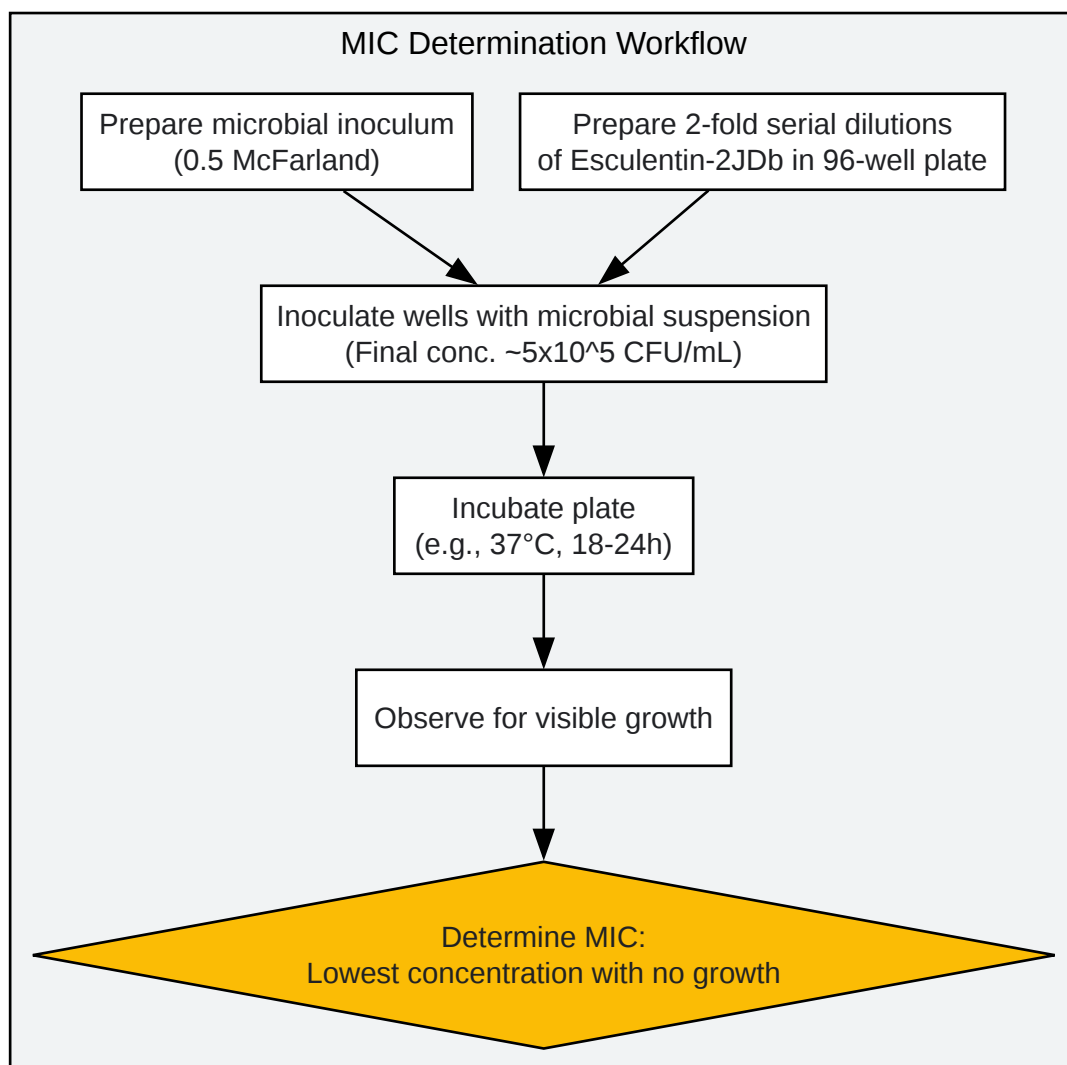 MIC Determination Workflow
Prepare microbial inoculum
(0.5 McFarland)
Prepare 2-fold serial dilutions
of Esculentin-2JDb in 96-well plate
Inoculate wells with microbial suspension
(Final conc. ~5x10^5 CFU/mL)
Incubate plate
(e.g., 37°C, 18-24h)
Observe for visible growth
Determine MIC:
Lowest concentration with no growth